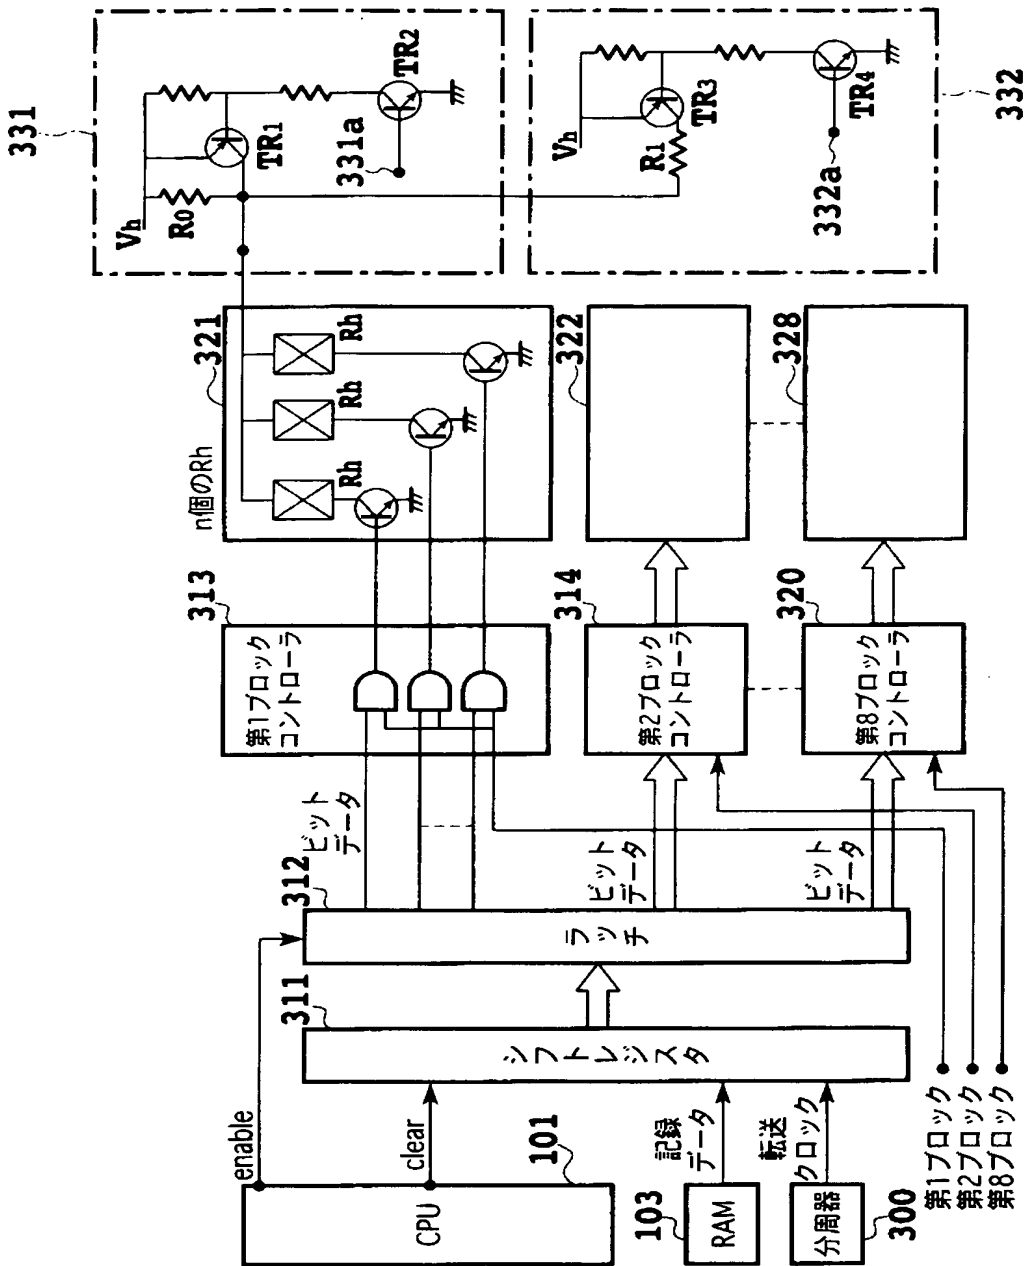 331
Vh
R0
TR1
TR2
331a
332
Vh
R1
TR3
TR4
332a
321
n個のRh
Rh
Rh
Rh
322
328
313
第1ブロック
コントローラ
314
第2ブロック
コントローラ
320
第8ブロック
コントローラ
ビット
データ
ビット
データ
ビット
データ
312
ラッチ
311
シフトレジスタ
enable
clear
記録
データ
転送
クロック
101
CPU
103
RAM
分周器
300
第1ブロック
第2ブロック
第8ブロック